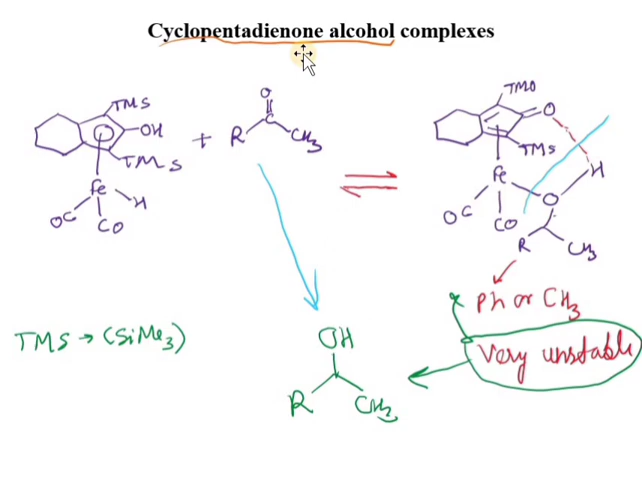 Cyclopentadienone alcohol complexes
TMS
OH
TMS
Fe
H
OC
CO
+
O
C
R
CH3
TMO
O
TMS
Fe
H
OC
CO
O
R
CH3
Ph or CH3
Very unstable
TMS → (SiMe3)
OH
R
CH3